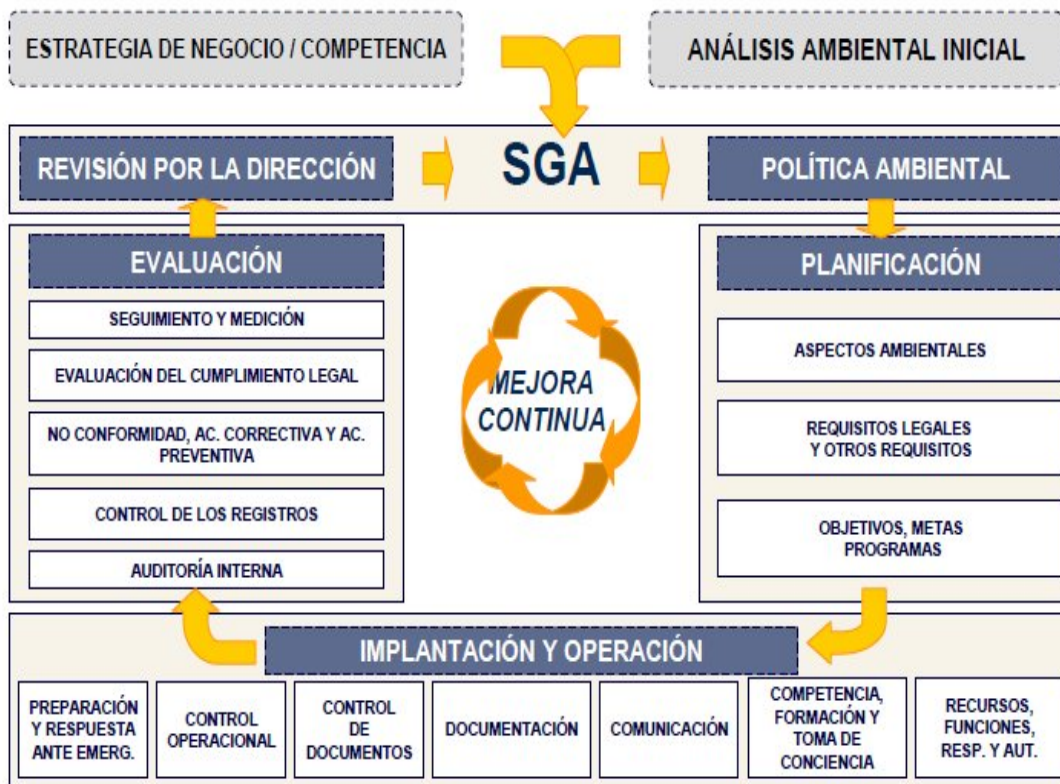 ESTRATEGIA DE NEGOCIO / COMPETENCIA
ANÁLISIS AMBIENTAL INICIAL
REVISIÓN POR LA DIRECCIÓN
SGA
POLÍTICA AMBIENTAL
EVALUACIÓN
SEGUIMIENTO Y MEDICIÓN
EVALUACIÓN DEL CUMPLIMIENTO LEGAL
NO CONFORMIDAD, AC. CORRECTIVA Y AC.
PREVENTIVA
CONTROL DE LOS REGISTROS
AUDITORÍA INTERNA
MEJORA
CONTINUA
PLANIFICACIÓN
ASPECTOS AMBIENTALES
REQUISITOS LEGALES
Y OTROS REQUISITOS
OBJETIVOS, METAS
PROGRAMAS
IMPLANTACIÓN Y OPERACIÓN
PREPARACIÓN
Y RESPUESTA
ANTE EMERG.
CONTROL
OPERACIONAL
CONTROL
DE
DOCUMENTOS
DOCUMENTACIÓN
COMUNICACIÓN
COMPETENCIA,
FORMACIÓN Y
TOMA DE
CONCIENCIA
RECURSOS,
FUNCIONES,
RESP. Y AUT.